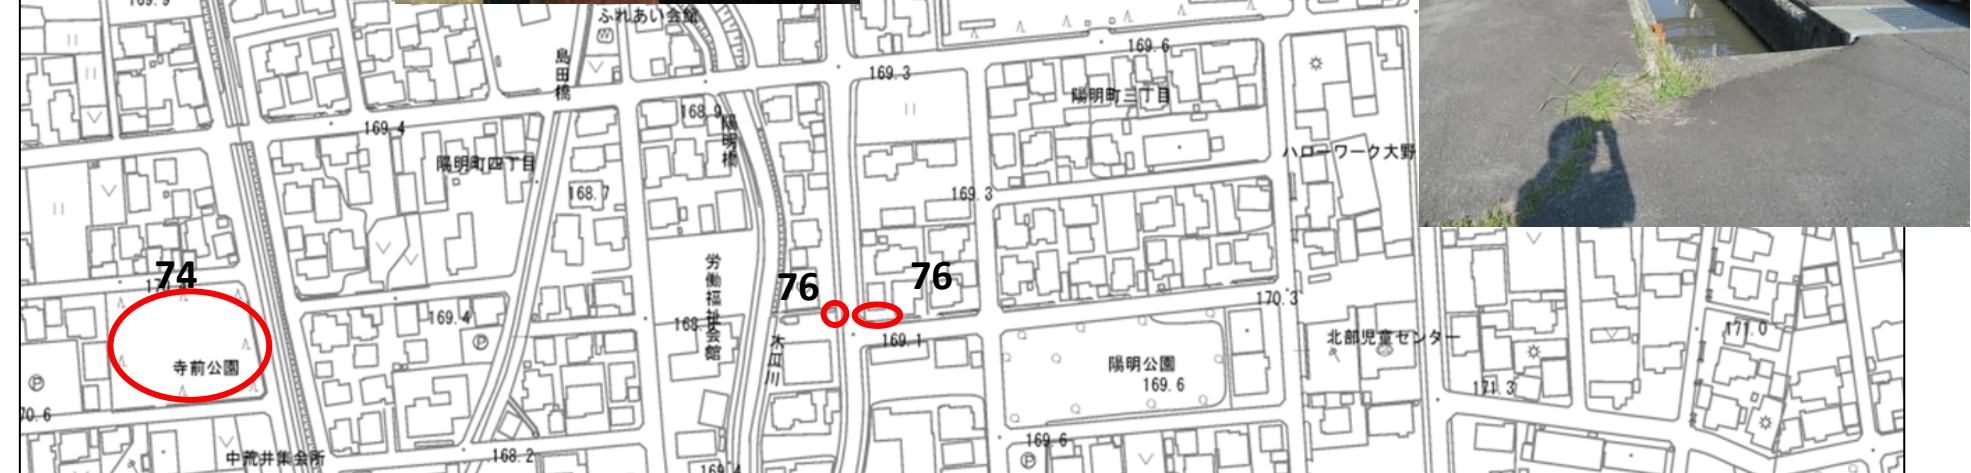 169.9
ふれあい会館
島田橋
169.6
169.3
168.9
陽明橋
陽明町三丁目
169.4
陽明町四丁目
ハローワーク大野
168.7
169.3
労働福祉会館
74
76
76
170.3
169.4
169.1
木瓜川
北部児童センター
171.0
寺前公園
陽明公園
169.6
171.3
70.6
169.6
中荒井集会所
168.2
169.4